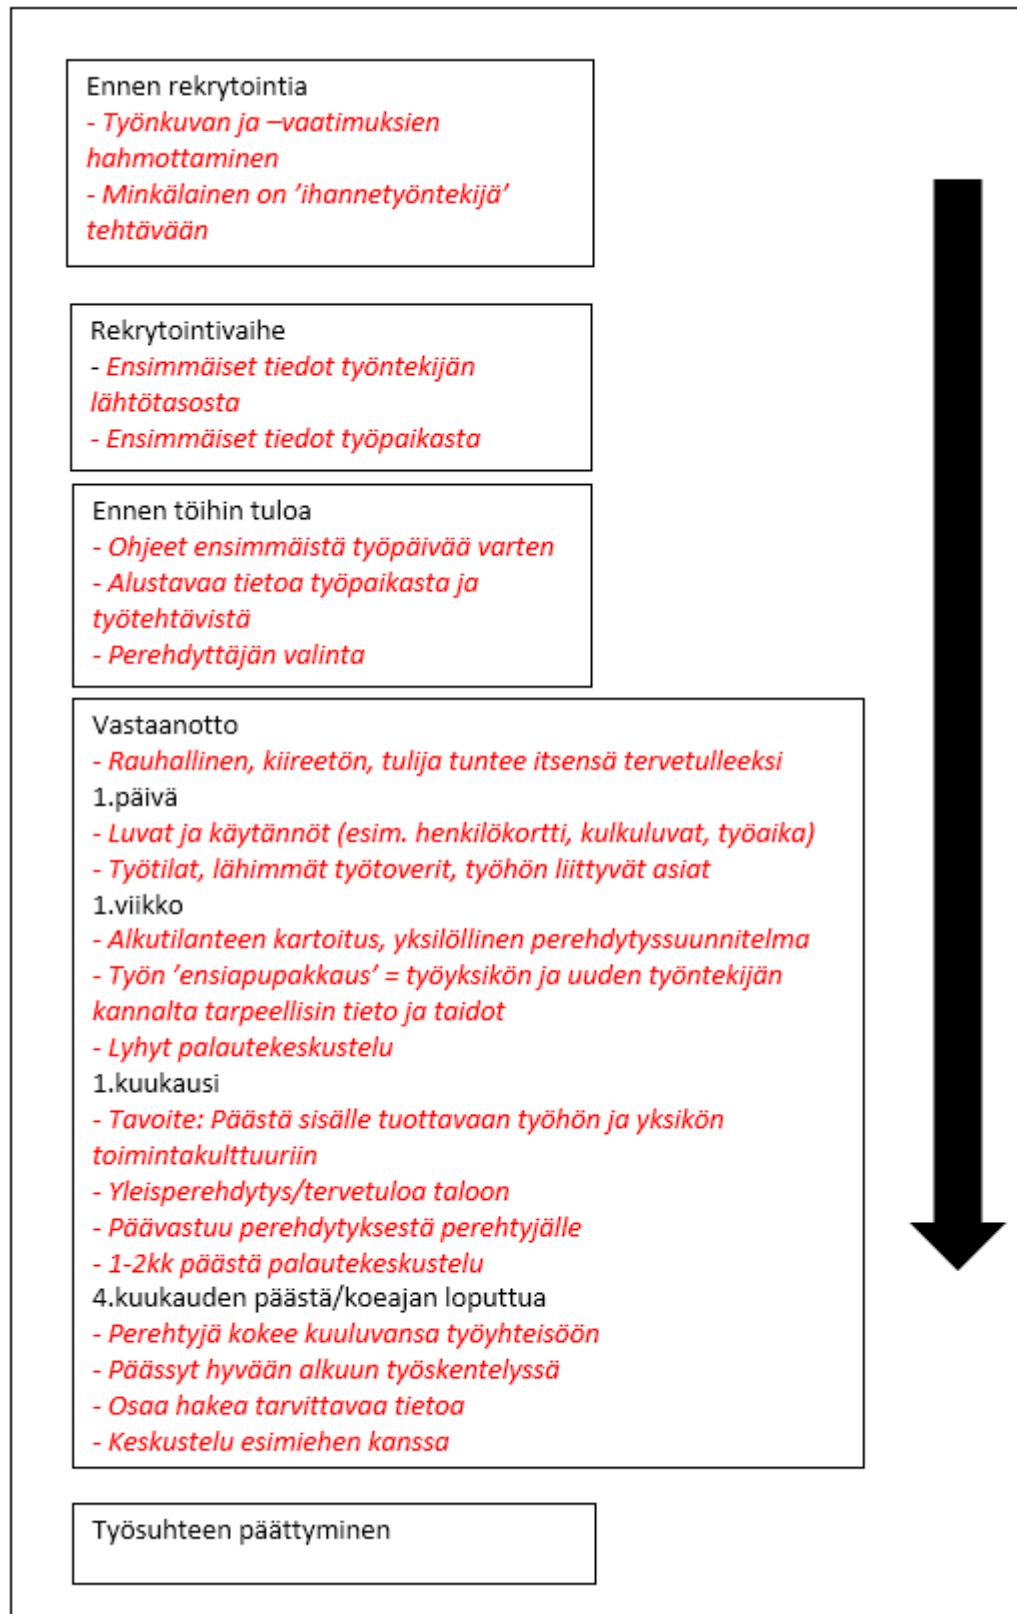 Ennen rekrytointia
- Työnkuvan ja –vaatimuksien
hahmottaminen
- Minkälainen on ’ihannetyöntekijä’
tehtävään
Rekrytointivaihe
- Ensimmäiset tiedot työntekijän
lähtötasosta
- Ensimmäiset tiedot työpaikasta
Ennen töihin tuloa
- Ohjeet ensimmäistä työpäivää varten
- Alustavaa tietoa työpaikasta ja
työtehtävistä
- Perehdyttäjän valinta
Vastaanotto
- Rauhallinen, kiireetön, tulija tuntee itsensä tervetulleeksi
1.päivä
- Luvat ja käytännöt (esim. henkilökortti, kulkuluvat, työaika)
- Työtilat, lähimmät työtoverit, työhön liittyvät asiat
1.viikko
- Alkutilanteen kartoitus, yksilöllinen perehdytyssuunnitelma
- Työn ’ensiapupakkaus’ = työyksikön ja uuden työntekijän
kannalta tarpeellisin tieto ja taidot
- Lyhyt palautekeskustelu
1.kuukausi
- Tavoite: Päästä sisälle tuottavaan työhön ja yksikön
toimintakulttuuriin
- Yleisperehdytys/tervetuloa taloon
- Päävastuu perehdytyksestä perehtyjälle
- 1-2kk päästä palautekeskustelu
4.kuukauden päästä/koeajan loputtua
- Perehtyjä kokee kuuluvansa työyhteisöön
- Päässyt hyvään alkuun työskentelyssä
- Osaa hakea tarvittavaa tietoa
- Keskustelu esimiehen kanssa
Työsuhteen päättyminen